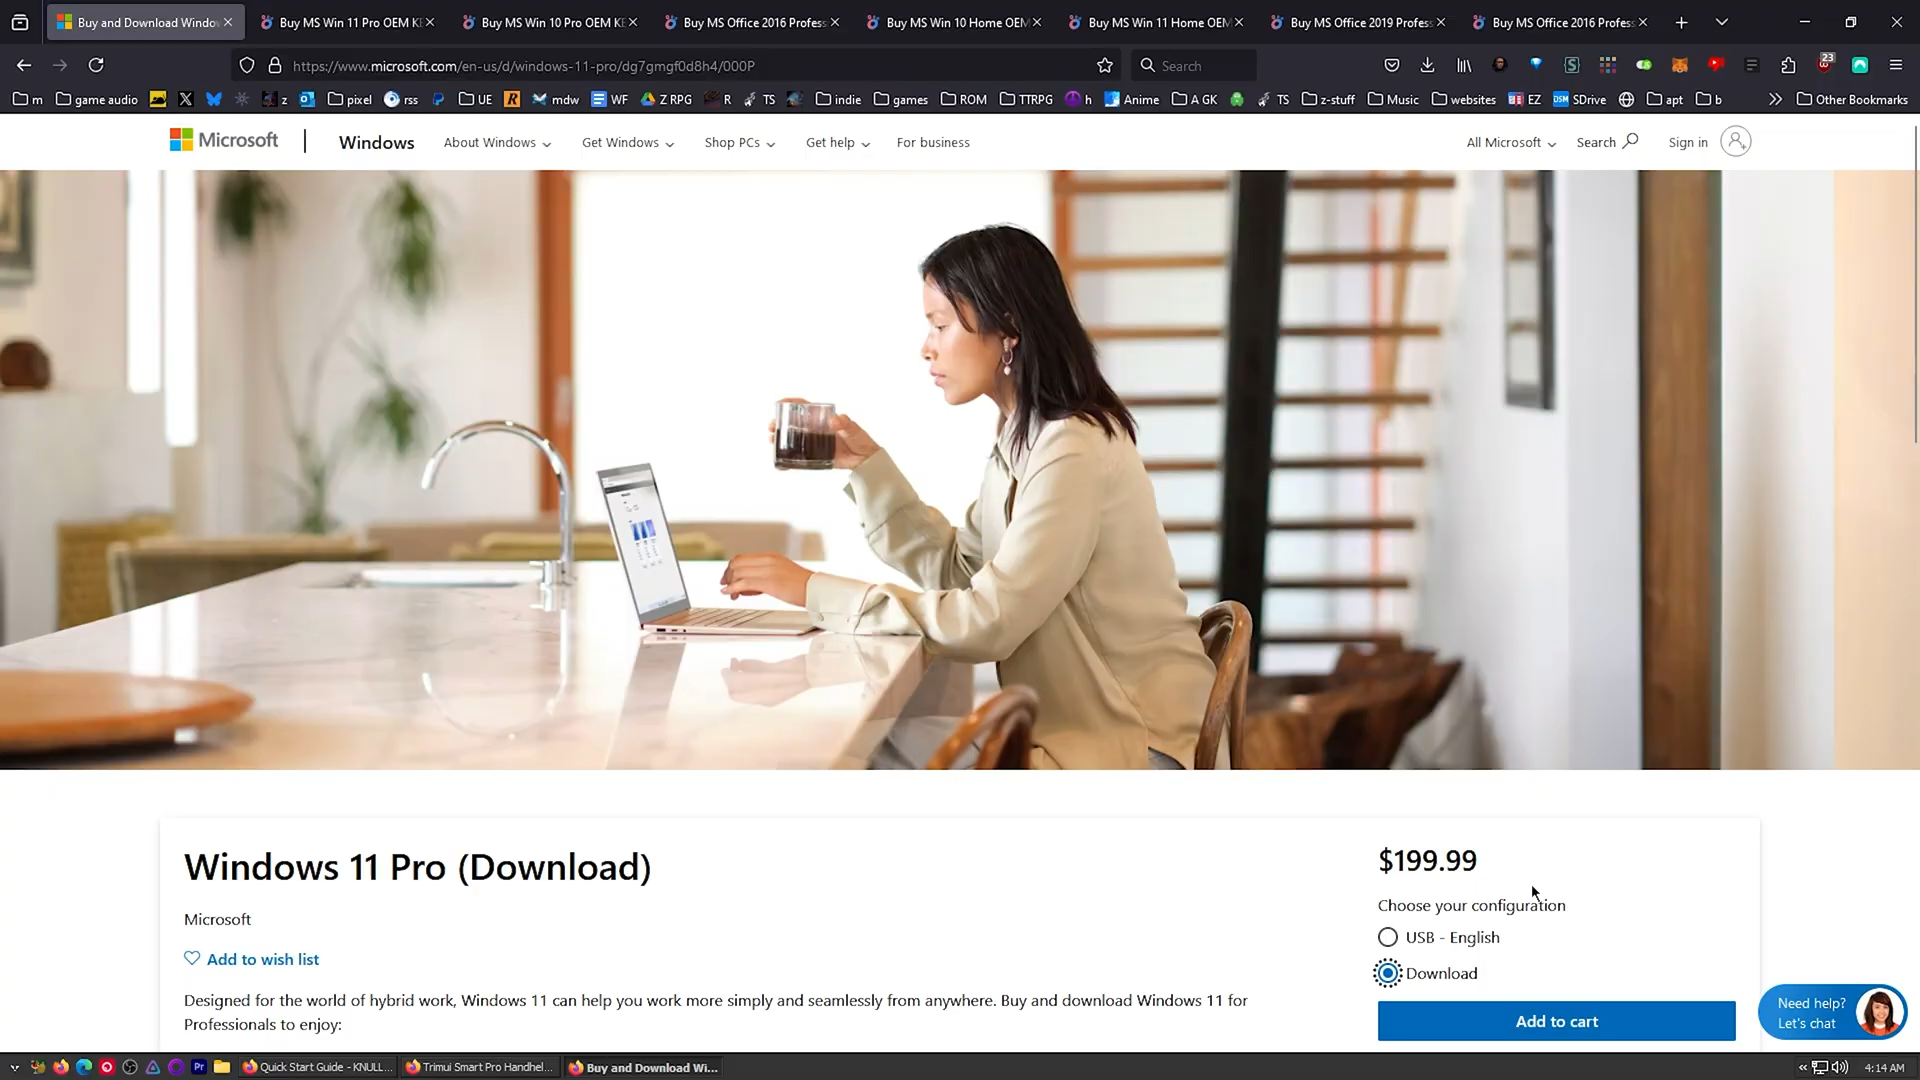 Buy and Download Windo
Buy MS Win 11 Pro OEM KE
Buy MS Win 10 Pro OEM KE
Buy MS Office 2016 Profess
Buy MS Win 10 Home OEM
Buy MS Win 11 Home OEM
Buy MS Office 2019 Profess
Buy MS Office 2016 Profess
https://www.microsoft.com/en-us/d/windows-11-pro/dg7gmgf0d8h4/000P
Search
23
m
game audio
z
pixel
rss
UE
mdw
WF
Z RPG
R
TS
indie
games
ROM
TTRPG
h
Anime
A GK
TS
z-stuff
Music
websites
EZ
SDrive
apt
b
Other Bookmarks
Microsoft
Windows
About Windows
Get Windows
Shop PCs
Get help
For business
All Microsoft
Search
Sign in
Windows 11 Pro (Download)
Microsoft
Add to wish list
Designed for the world of hybrid work, Windows 11 can help you work more simply and seamlessly from anywhere. Buy and download Windows 11 for
Professionals to enjoy:
$199.99
Choose your configuration
USB - English
Download
Add to cart
Need help?
Let's chat
Pr
Quick Start Guide - KNULL...
Trimui Smart Pro Handhel...
Buy and Download Wi...
4:14 AM